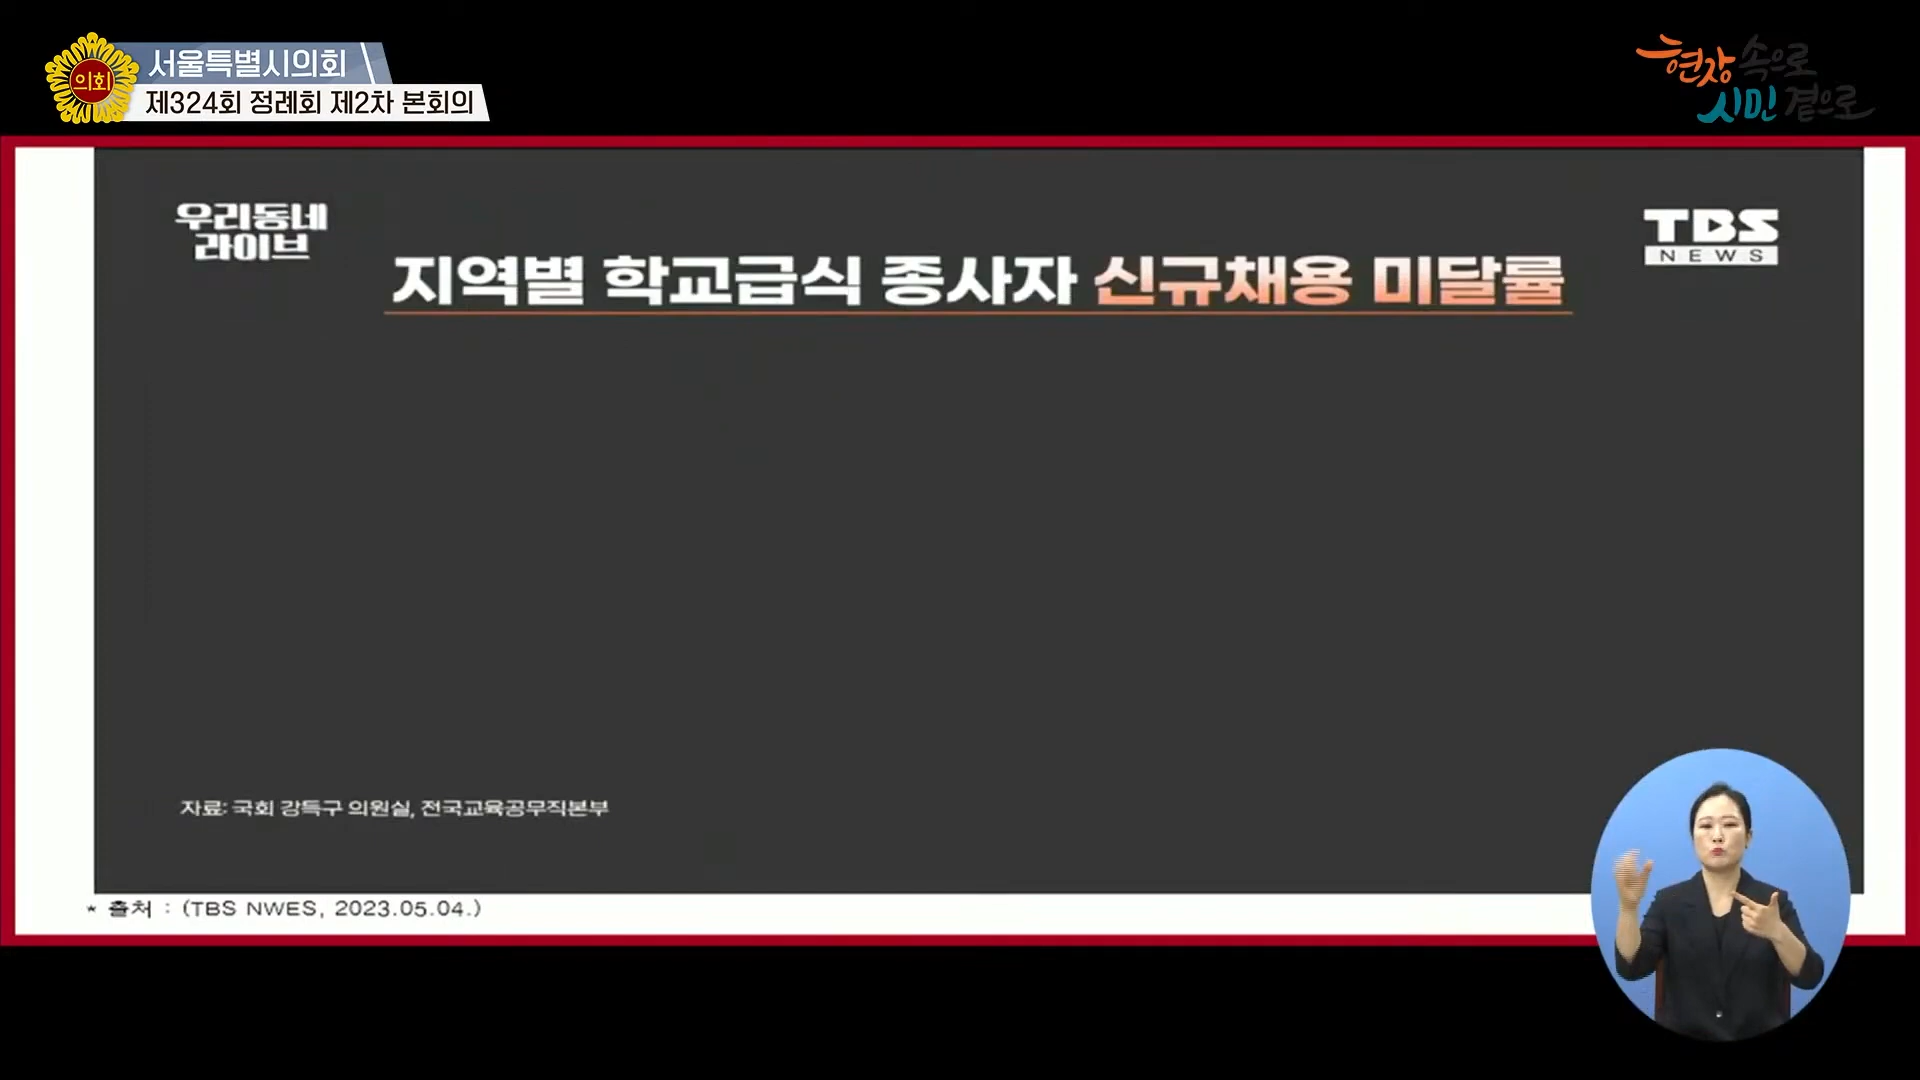 의회
서울특별시의회
제324회 정례회 제2차 본회의
현장 속으로
시민 곁으로
우리동네
라이브
TBS
NEWS
지역별 학교급식 종사자 신규채용 미달률
자료: 국회 강득구 의원실, 전국교육공무직본부
* 출처 : (TBS NWES, 2023.05.04.)